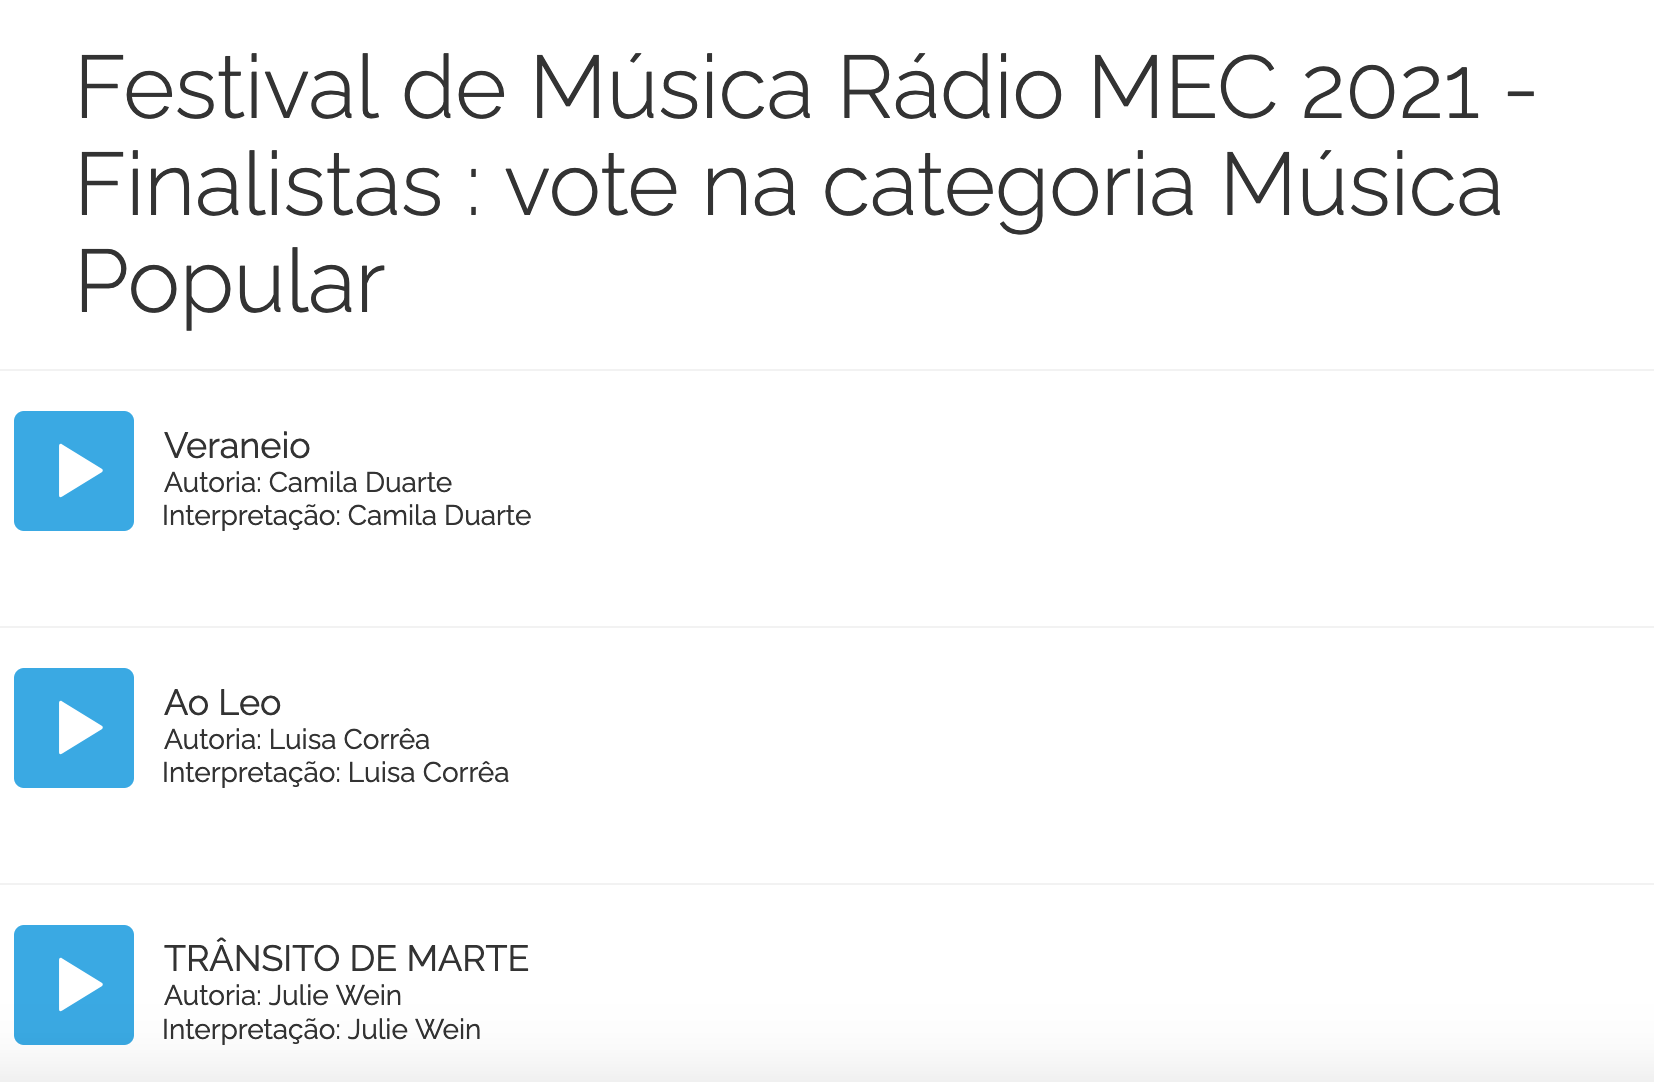 Festival de Música Rádio MEC 2021 -
Finalistas : vote na categoria Música
Popular
Veraneio
Autoria: Camila Duarte
Interpretação: Camila Duarte
Ao Leo
Autoria: Luisa Corrêa
Interpretação: Luisa Corrêa
TRÂNSITO DE MARTE
Autoria: Julie Wein
Interpretação: Julie Wein